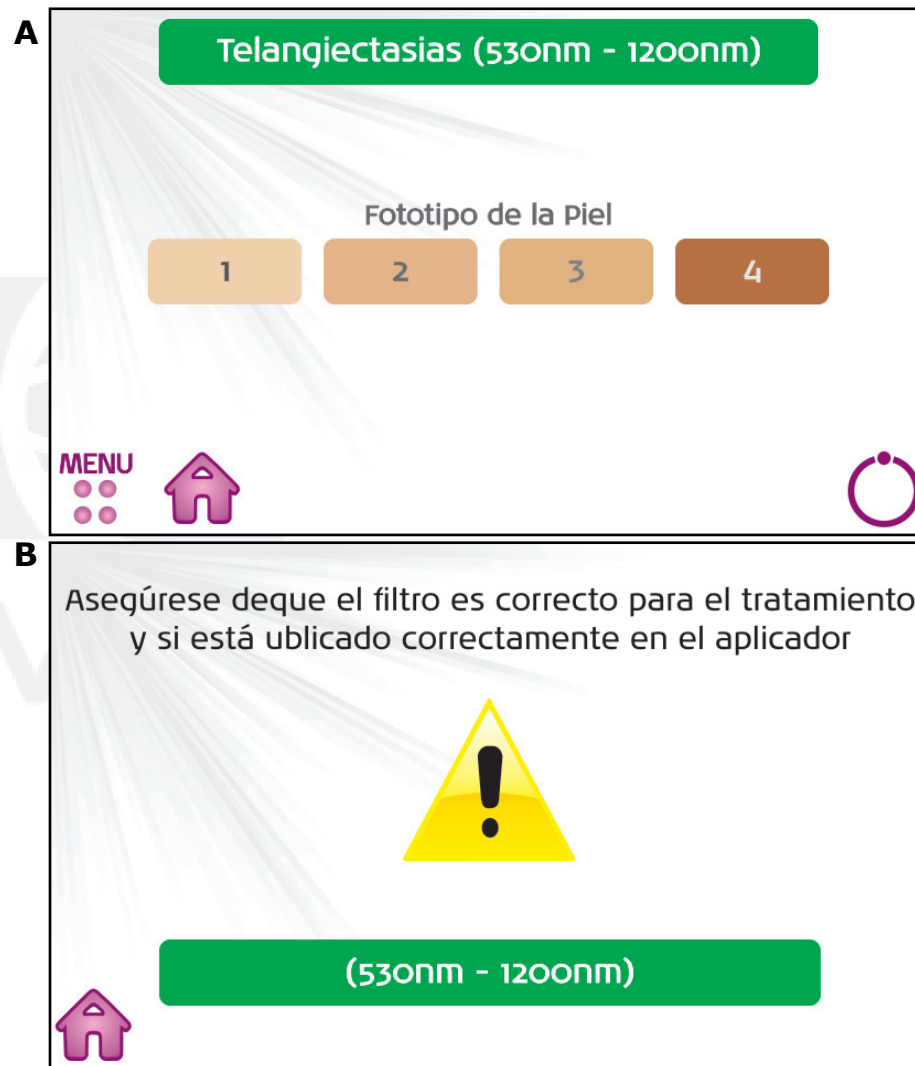 A
Telangiectasias (530nm - 1200nm)
Fototipo de la Piel
1 2 3 4
MENU
B
Asegúrese deque el filtro es correcto para el tratamiento
y si está ublicado correctamente en el aplicador
!
(530nm - 1200nm)